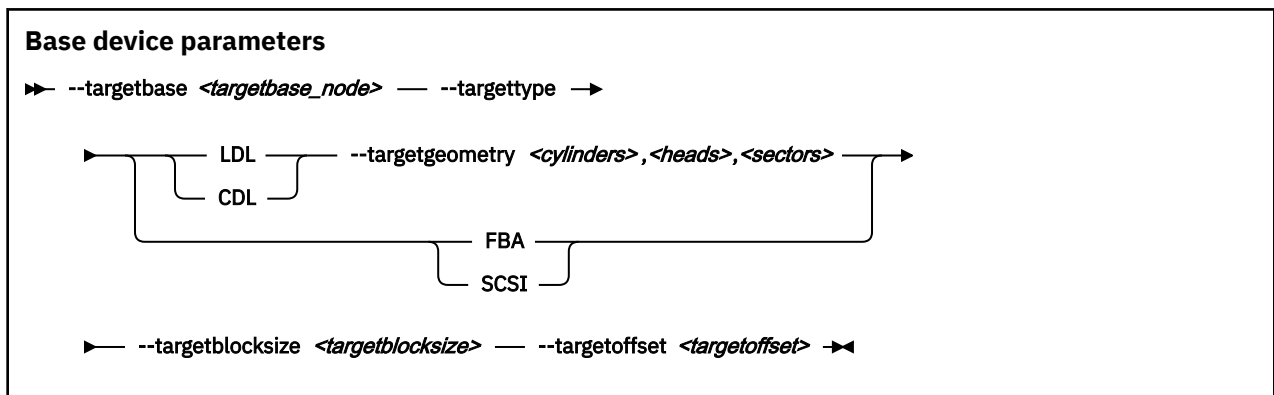 Base device parameters
--targetbase <targetbase_node> --targettype
LDL --targetgeometry <cylinders>,<heads>,<sectors>
CDL
FBA
SCSI
--targetblocksize <targetblocksize> --targetoffset <targetoffset>